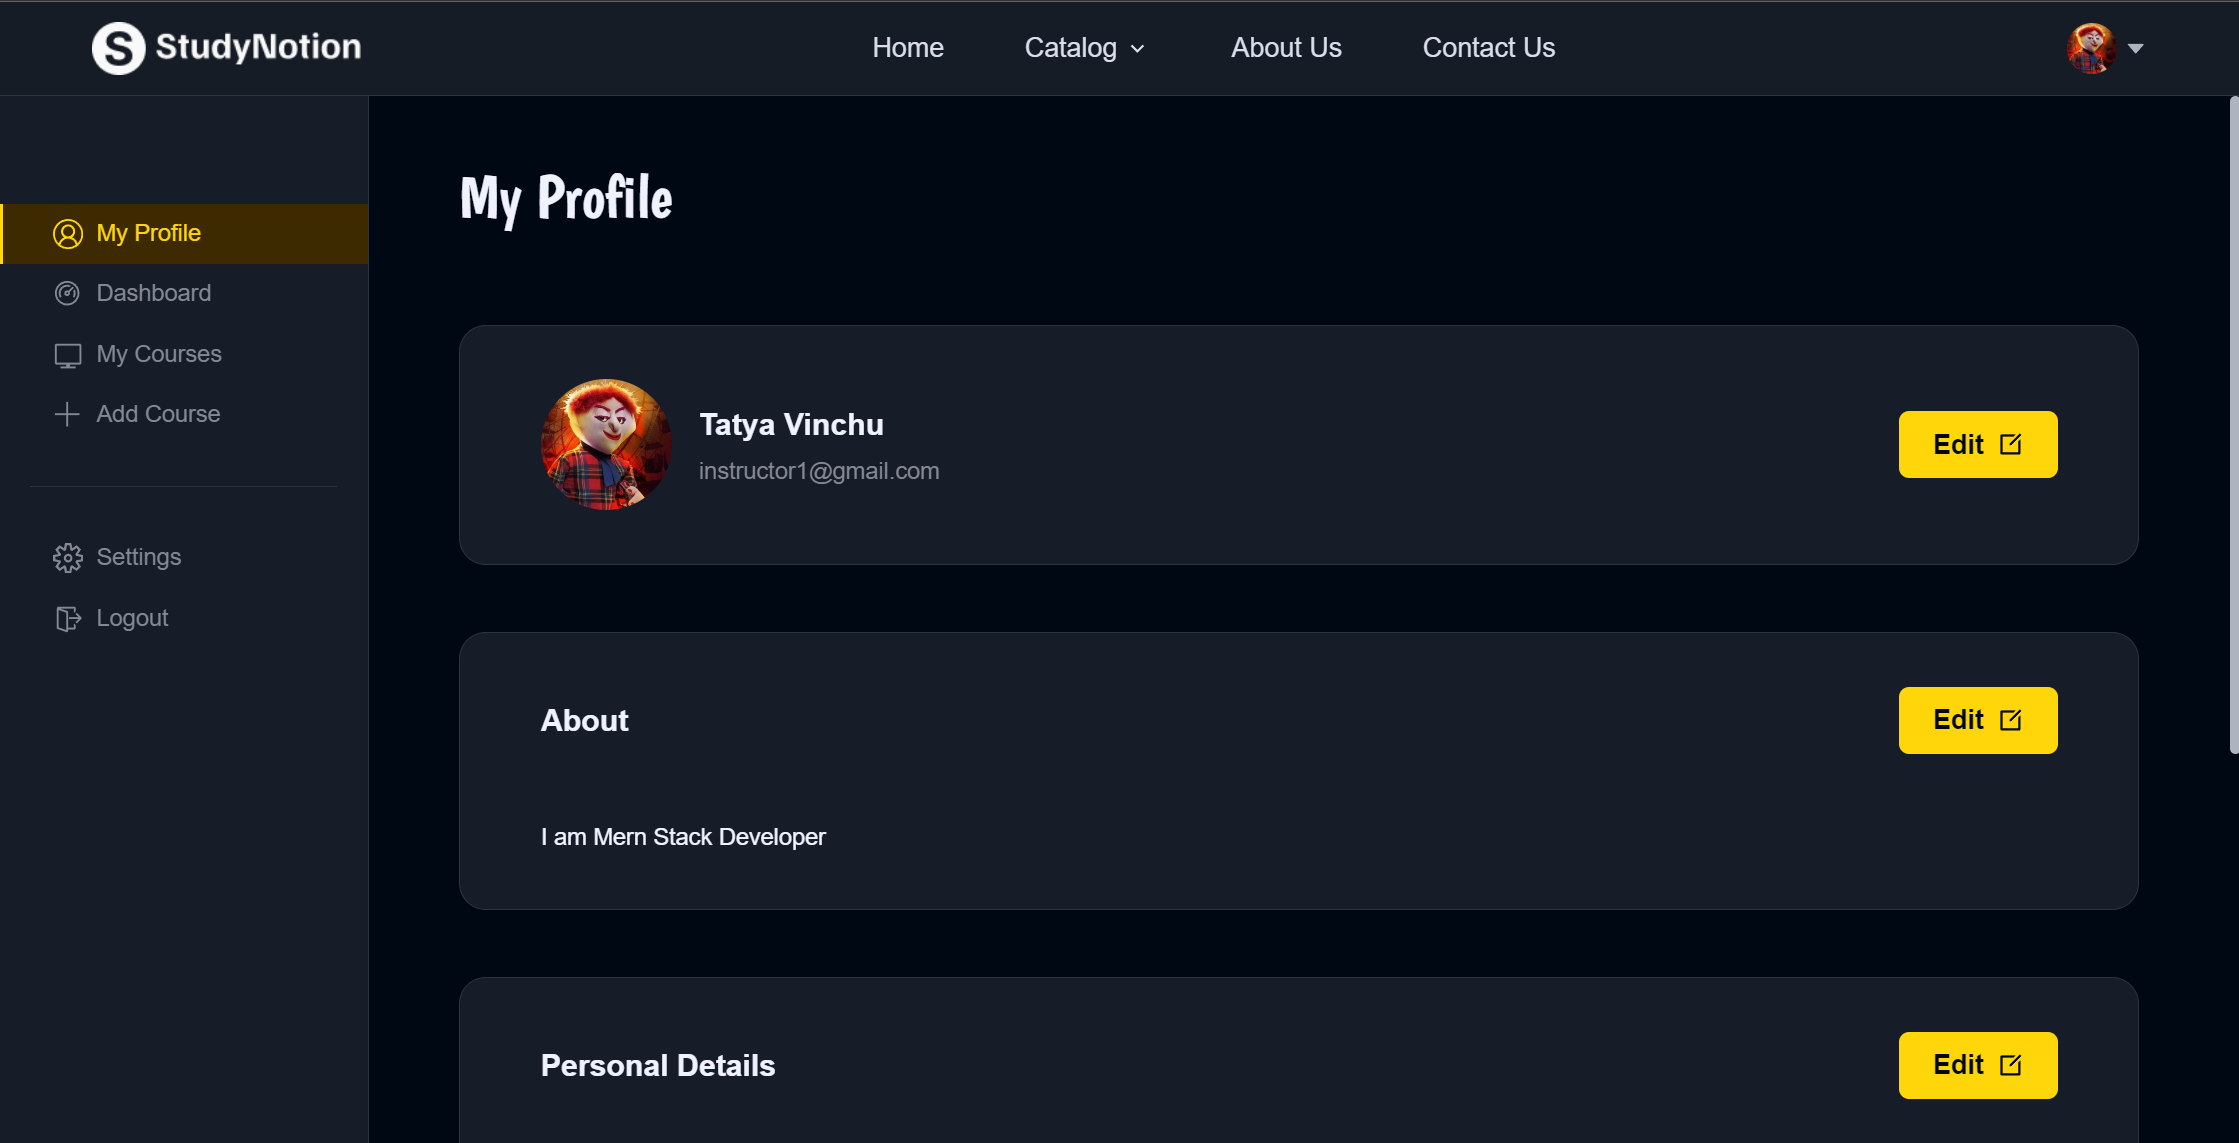 StudyNotion
Home
Catalog
About Us
Contact Us
My Profile
Dashboard
My Courses
Add Course
Settings
Logout
My Profile
Tatya Vinchu
instructor1@gmail.com
Edit
About
Edit
I am Mern Stack Developer
Personal Details
Edit